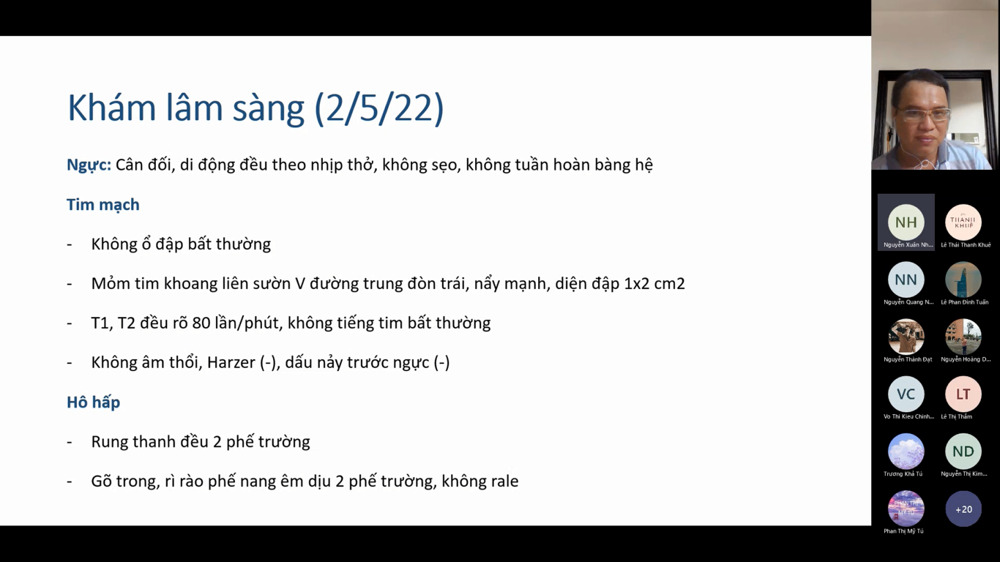 Khám lâm sàng (2/5/22)
Ngực: Cân đối, di động đều theo nhịp thở, không sẹo, không tuần hoàn bàng hệ
Tim mạch
- Không ổ đập bất thường
- Mỏm tim khoang liên sườn V đường trung đòn trái, nẩy mạnh, diện đập 1x2 cm2
- T1, T2 đều rõ 80 lần/phút, không tiếng tim bất thường
- Không âm thổi, Harzer (-), dấu nảy trước ngực (-)
Hô hấp
- Rung thanh đều 2 phế trường
- Gõ trong, rì rào phế nang êm dịu 2 phế trường, không rale
NH
Nguyễn Xuân Nh...
THANH
KHUÊ
Lê Thái Thanh Khuê
NN
Nguyễn Quang N...
Lê Phan Đình Tuấn
Nguyễn Thành Đạt
Nguyễn Hoàng D...
VC
Vo Thi Kieu Chinh...
LT
Lê Thị Thắm
Trương Khả Tú
ND
Nguyễn Thị Kim...
Phan Thị Mỹ Tú
+20